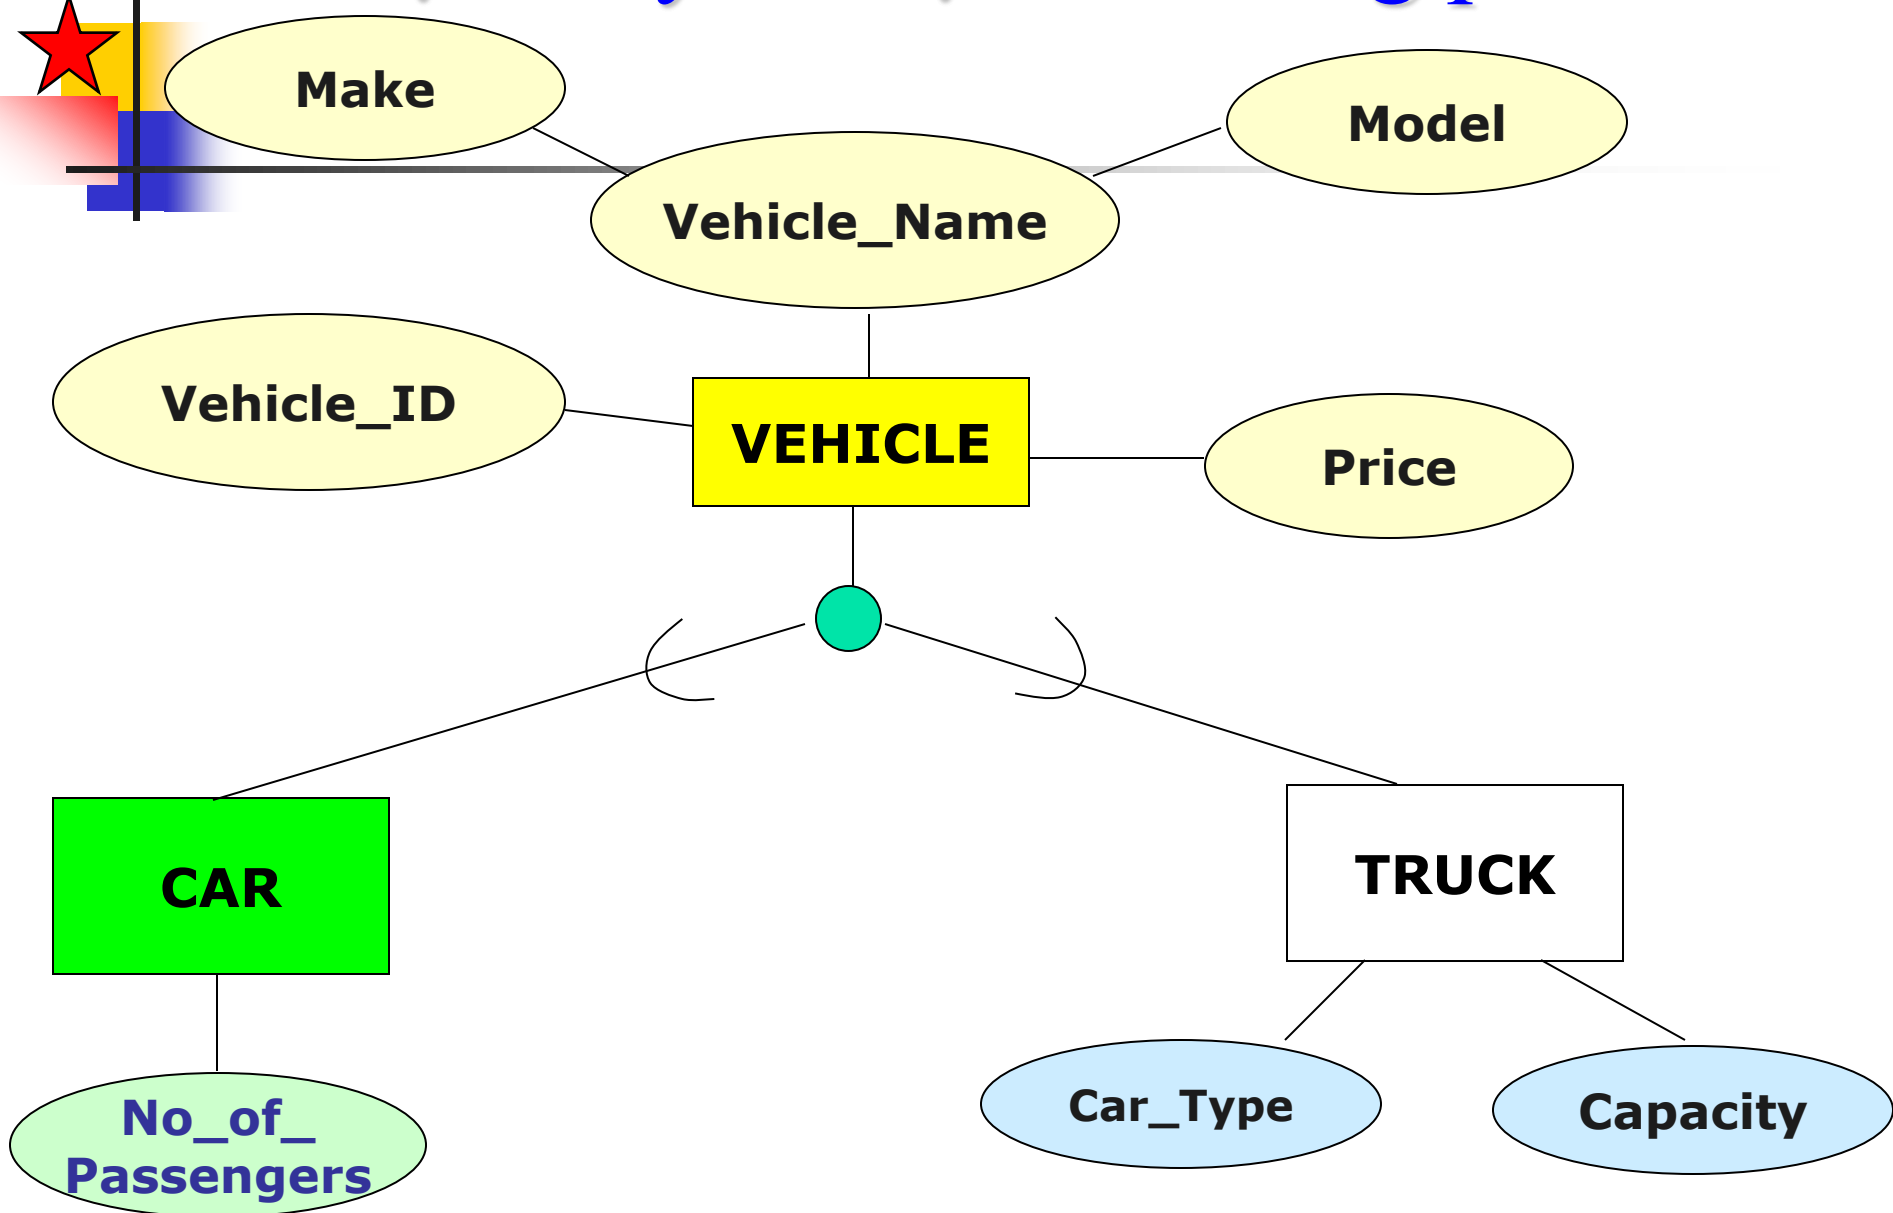 Make
Model
Vehicle_Name
Vehicle_ID
VEHICLE
Price
CAR
TRUCK
Car_Type
Capacity
No_of_
Passengers